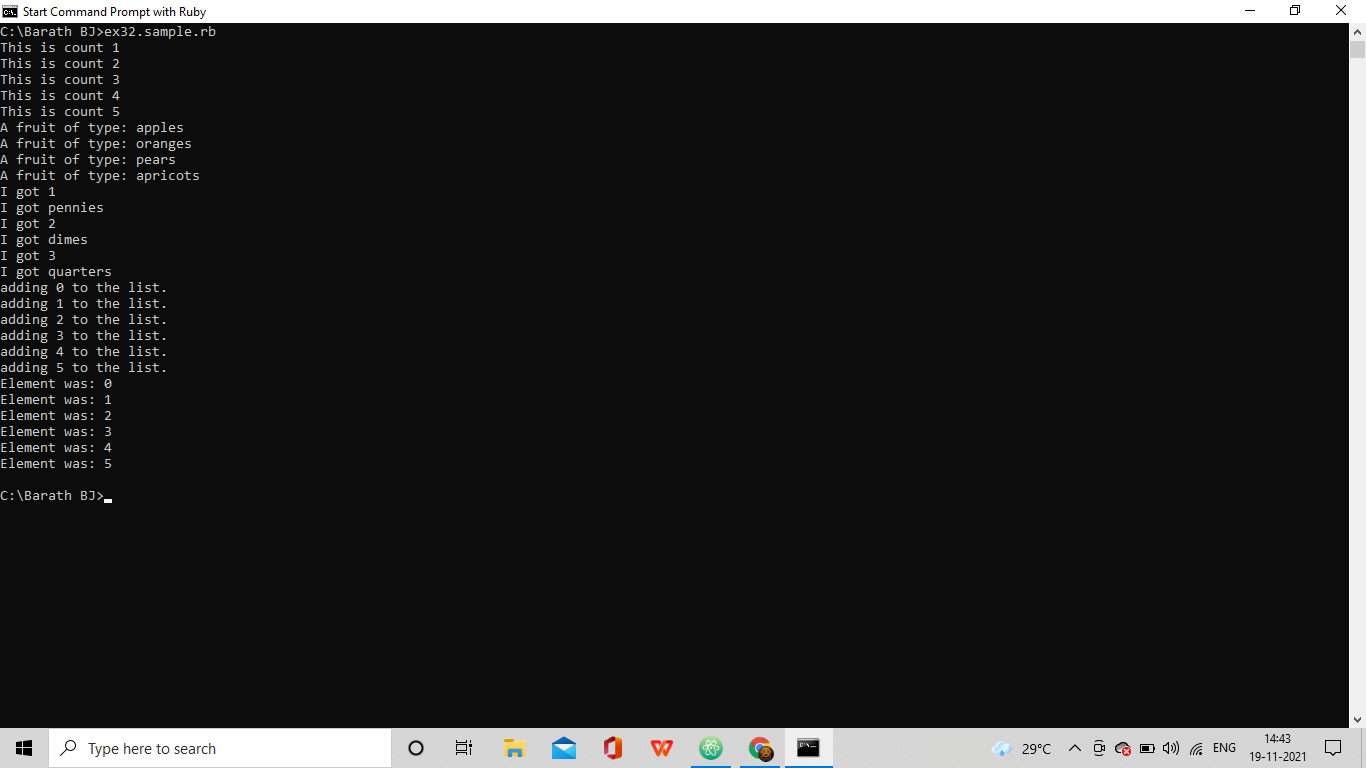 Start Command Prompt with Ruby
C:\Barath BJ>ex32.sample.rb
This is count 1
This is count 2
This is count 3
This is count 4
This is count 5
A fruit of type: apples
A fruit of type: oranges
A fruit of type: pears
A fruit of type: apricots
I got 1
I got pennies
I got 2
I got dimes
I got 3
I got quarters
adding 0 to the list.
adding 1 to the list.
adding 2 to the list.
adding 3 to the list.
adding 4 to the list.
adding 5 to the list.
Element was: 0
Element was: 1
Element was: 2
Element was: 3
Element was: 4
Element was: 5
C:\Barath BJ>
Type here to search
29°C
ENG
14:43
19-11-2021